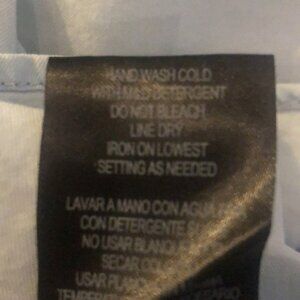 HAND WASH COLD
WITH MILD DETERGENT
DO NOT BLEACH
LINE DRY
IRON ON LOWEST
SETTING AS NEEDED
LAVAR A MANO CON AGUA
CON DETERGENTE
NO USAR
SECAR
USAR